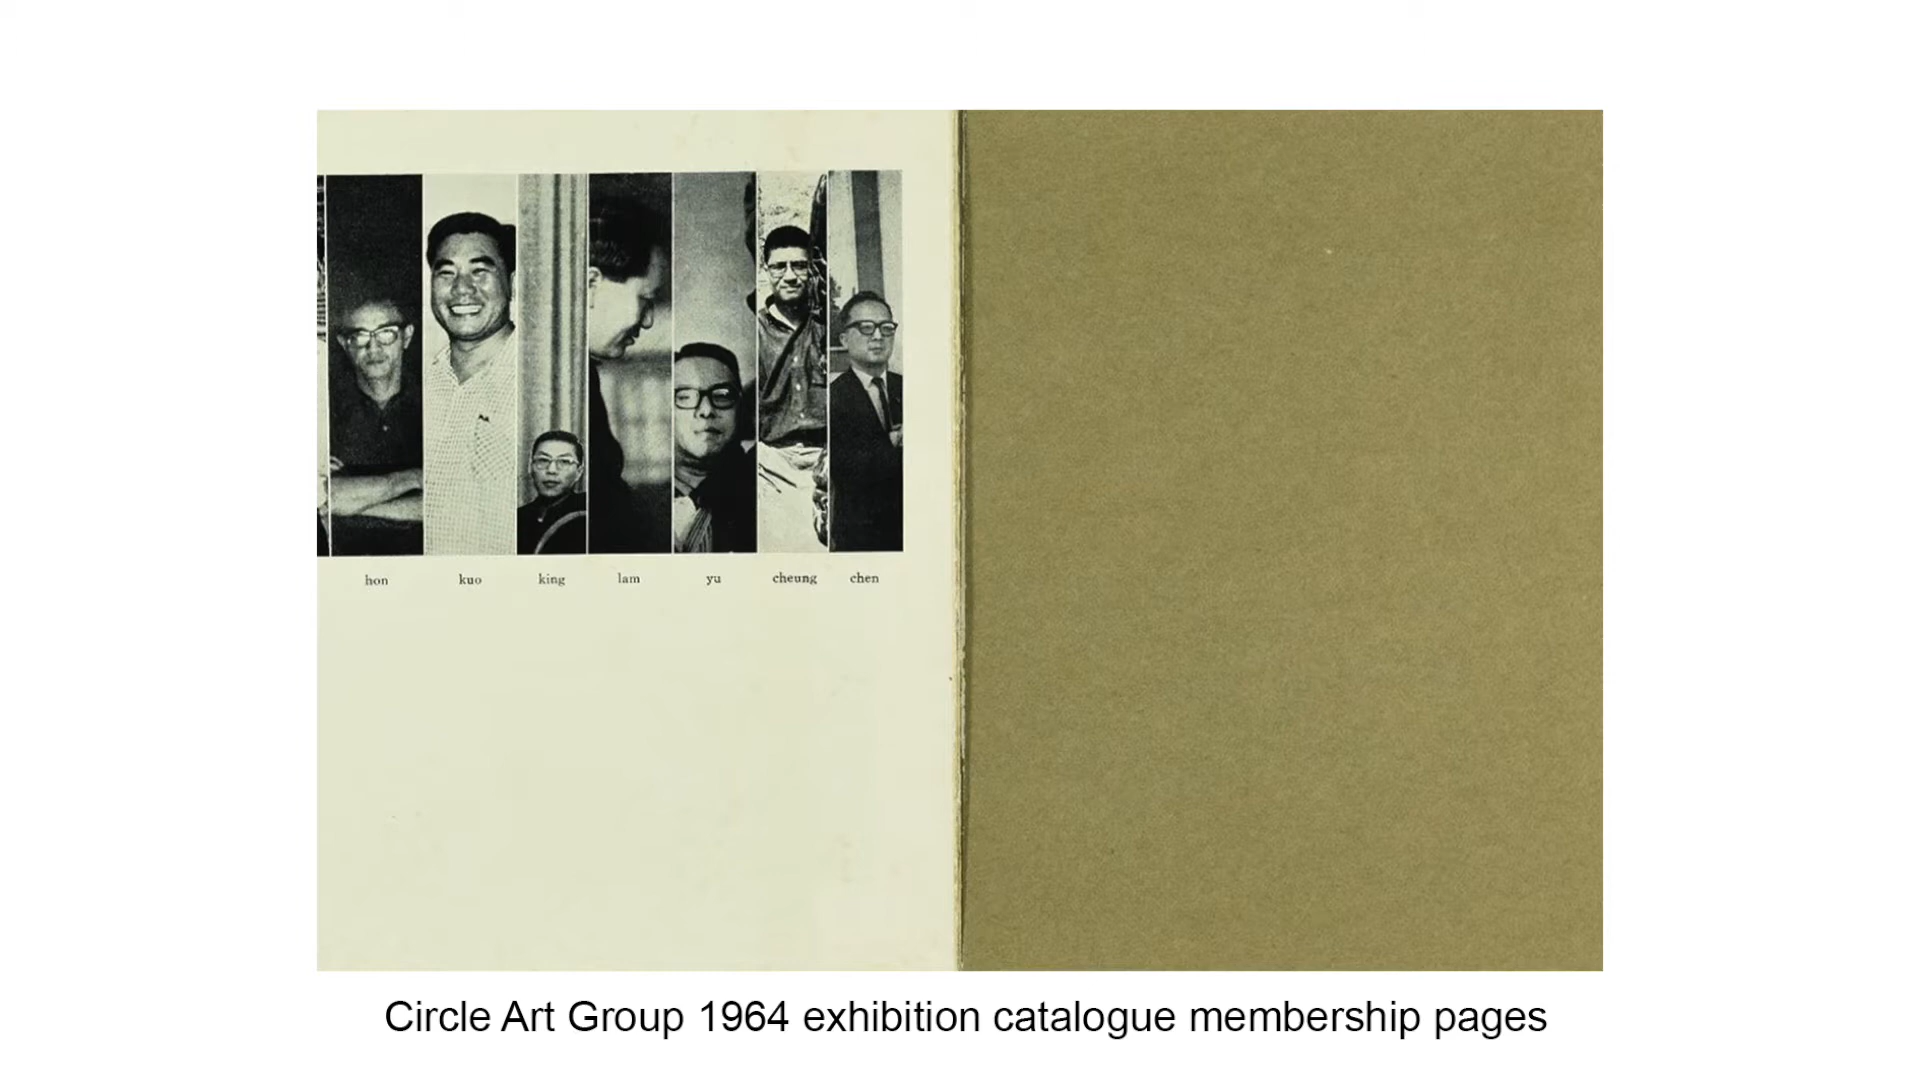 hon kuo king lam yu cheung chen
Circle Art Group 1964 exhibition catalogue membership pages